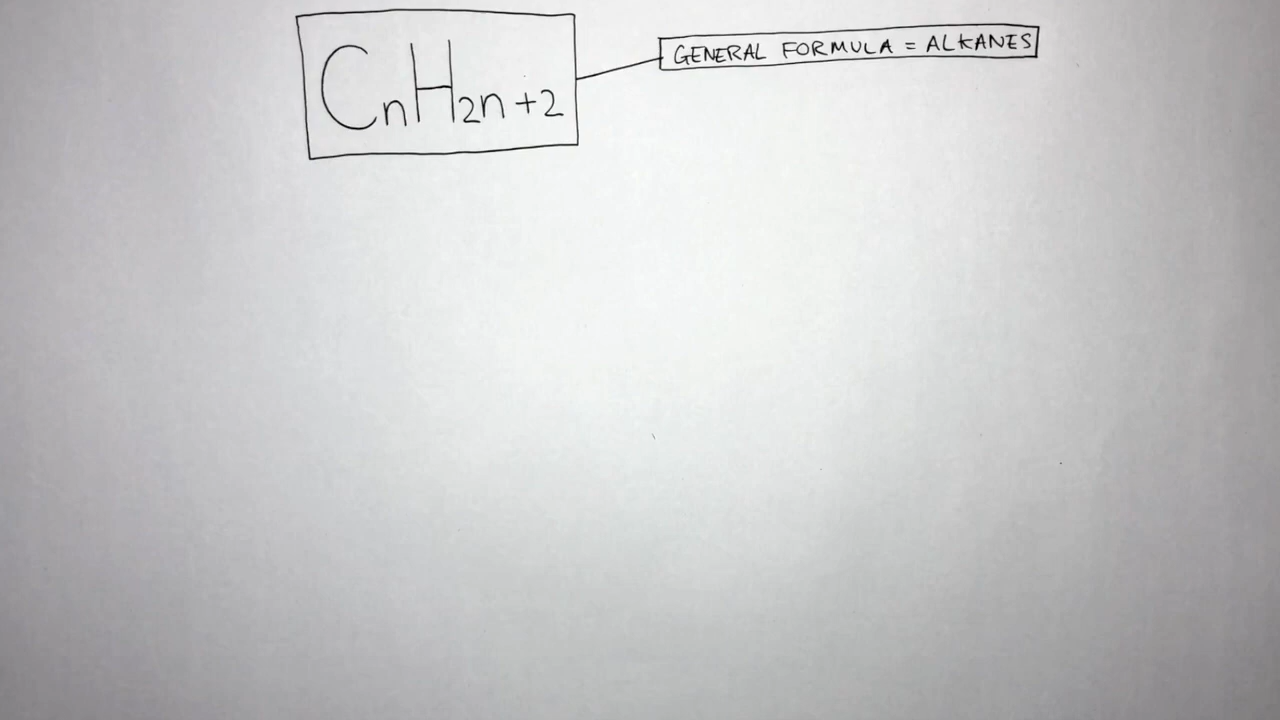 CnH2n+2
GENERAL FORMULA = ALKANES